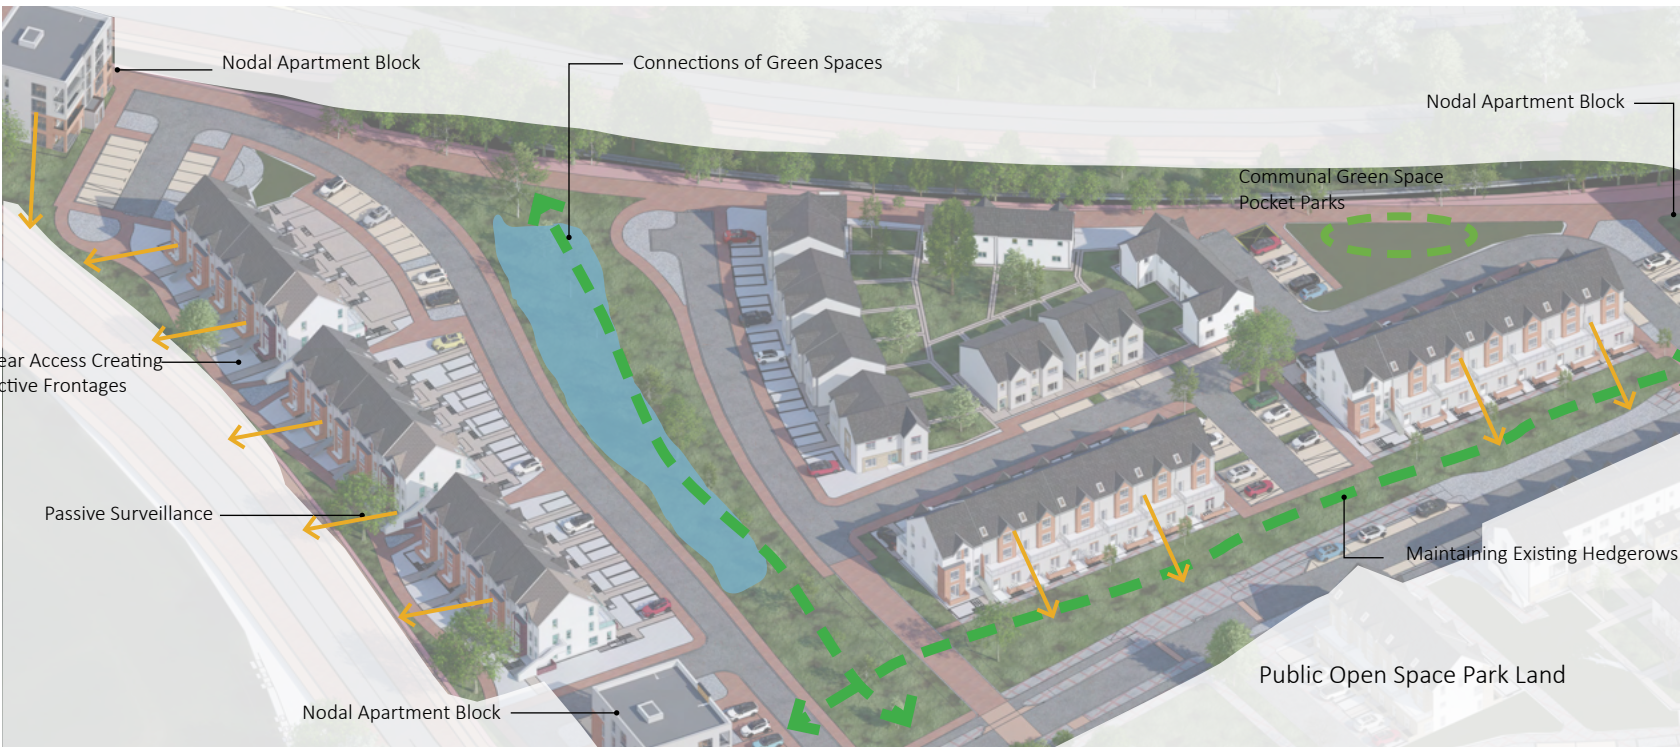 Nodal Apartment Block
Connections of Green Spaces
Nodal Apartment Block
Communal Green Space
Pocket Parks
ear Access Creating
ctive Frontages
Passive Surveillance
Maintaining Existing Hedgerows
Public Open Space Park Land
Nodal Apartment Block